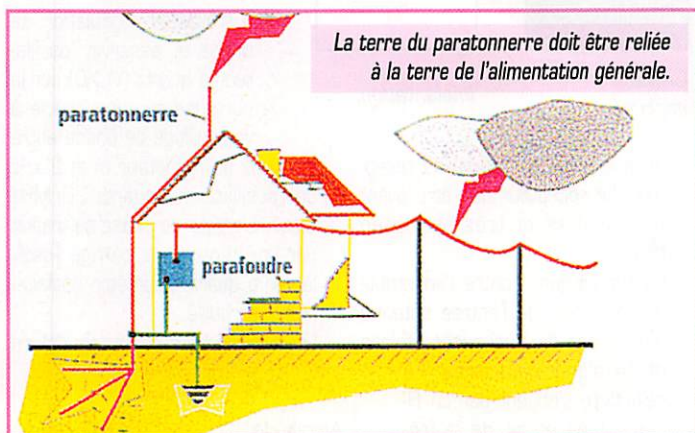 La terre du paratonnerre doit être reliée
à la terre de l'alimentation générale.
paratonnerre
parafoudre